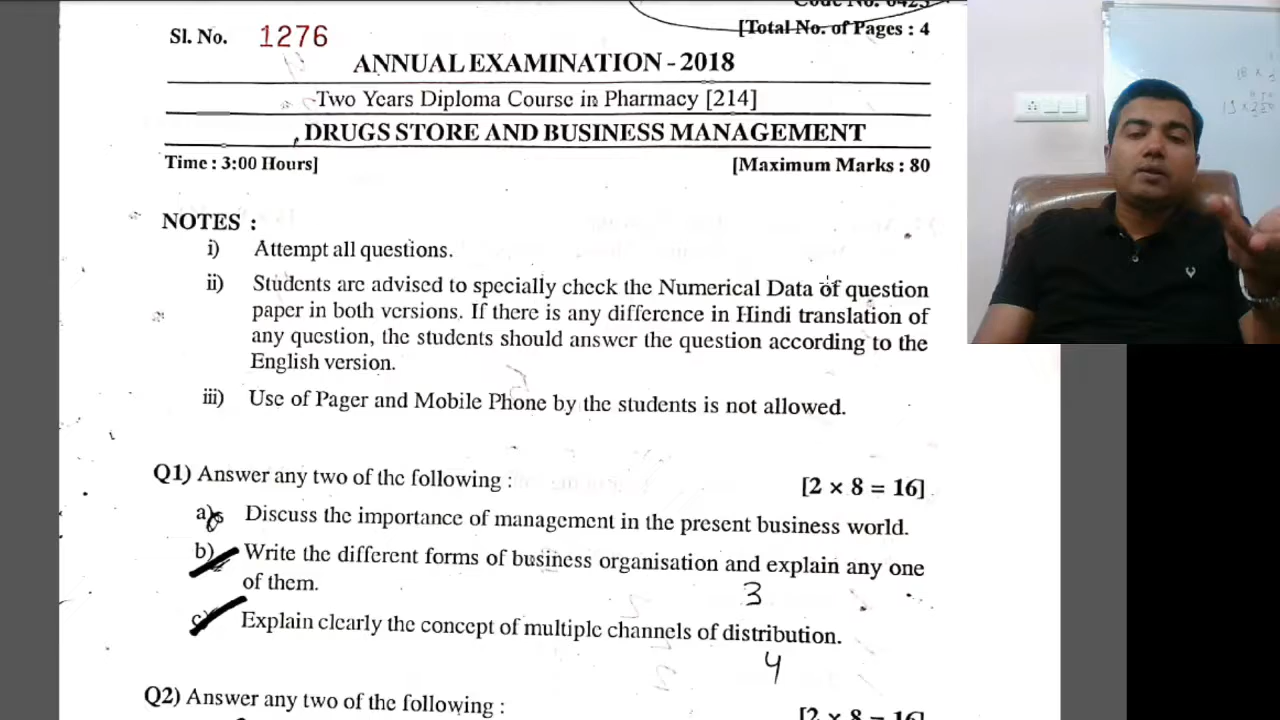 Code No. 0425
[Total No. of Pages : 4
Sl. No. 1276
ANNUAL EXAMINATION - 2018
Two Years Diploma Course in Pharmacy [214]
DRUGS STORE AND BUSINESS MANAGEMENT
Time : 3:00 Hours]
[Maximum Marks : 80
NOTES :
i) Attempt all questions.
ii) Students are advised to specially check the Numerical Data of question
paper in both versions. If there is any difference in Hindi translation of
any question, the students should answer the question according to the
English version.
iii) Use of Pager and Mobile Phone by the students is not allowed.
Q1) Answer any two of the following :
[2 × 8 = 16]
a) Discuss the importance of management in the present business world.
b) Write the different forms of business organisation and explain any one
of them.
3
c) Explain clearly the concept of multiple channels of distribution.
4
Q2) Answer any two of the following :
[2 × 8 = 16]